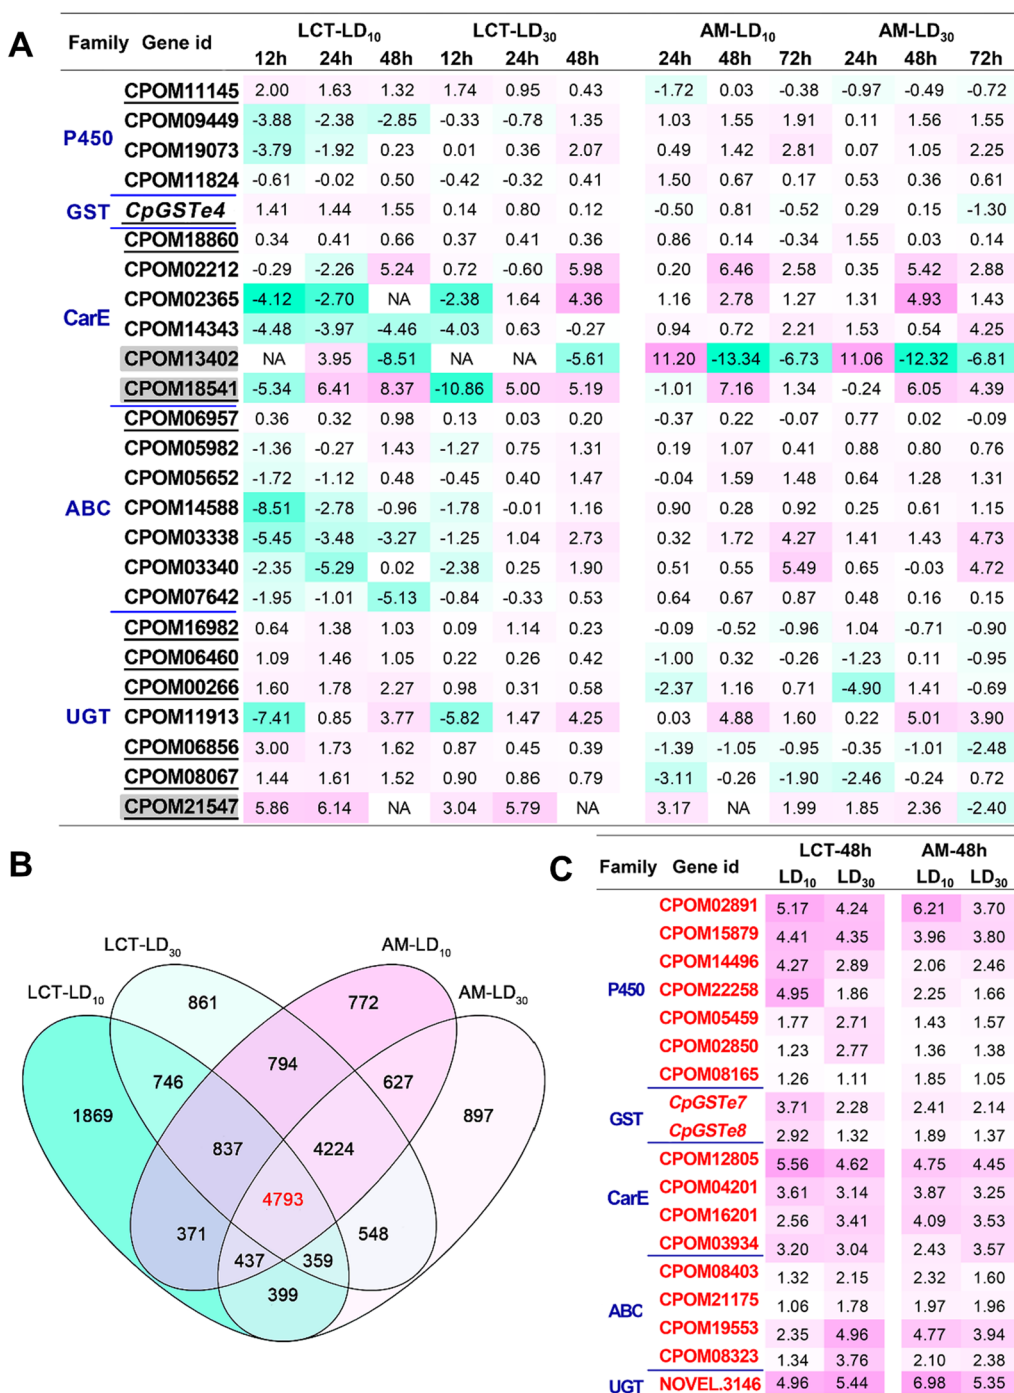 A
Family Gene id LCT-LD10 LCT-LD30 AM-LD10 AM-LD30
12h 24h 48h 12h 24h 48h 24h 48h 72h 24h 48h 72h
P450
CPOM11145 2.00 1.63 1.32 1.74 0.95 0.43 -1.72 0.03 -0.38 -0.97 -0.49 -0.72
CPOM09449 -3.88 -2.38 -2.85 -0.33 -0.78 1.35 1.03 1.55 1.91 0.11 1.56 1.55
CPOM19073 -3.79 -1.92 0.23 0.01 0.36 2.07 0.49 1.42 2.81 0.07 1.05 2.25
CPOM11824 -0.61 -0.02 0.50 -0.42 -0.32 0.41 1.50 0.67 0.17 0.53 0.36 0.61
GST CpGSTe4 1.41 1.44 1.55 0.14 0.80 0.12 -0.50 0.81 -0.52 0.29 0.15 -1.30
CarE
CPOM18860 0.34 0.41 0.66 0.37 0.41 0.36 0.86 0.14 -0.34 1.55 0.03 0.14
CPOM02212 -0.29 -2.26 5.24 0.72 -0.60 5.98 0.20 6.46 2.58 0.35 5.42 2.88
CPOM02365 -4.12 -2.70 NA -2.38 1.64 4.36 1.16 2.78 1.27 1.31 4.93 1.43
CPOM14343 -4.48 -3.97 -4.46 -4.03 0.63 -0.27 0.94 0.72 2.21 1.53 0.54 4.25
CPOM13402 NA 3.95 -8.51 NA NA -5.61 11.20 -13.34 -6.73 11.06 -12.32 -6.81
CPOM18541 -5.34 6.41 8.37 -10.86 5.00 5.19 -1.01 7.16 1.34 -0.24 6.05 4.39
ABC
CPOM06957 0.36 0.32 0.98 0.13 0.03 0.20 -0.37 0.22 -0.07 0.77 0.02 -0.09
CPOM05982 -1.36 -0.27 1.43 -1.27 0.75 1.31 0.19 1.07 0.41 0.88 0.80 0.76
CPOM05652 -1.72 -1.12 0.48 -0.45 0.40 1.47 -0.04 1.59 1.48 0.64 1.28 1.31
CPOM14588 -8.51 -2.78 -0.96 -1.78 -0.01 1.16 0.90 0.28 0.92 0.25 0.61 1.15
CPOM03338 -5.45 -3.48 -3.27 -1.25 1.04 2.73 0.32 1.72 4.27 1.41 1.43 4.73
CPOM03340 -2.35 -5.29 0.02 -2.38 0.25 1.90 0.51 0.55 5.49 0.65 -0.03 4.72
CPOM07642 -1.95 -1.01 -5.13 -0.84 -0.33 0.53 0.64 0.67 0.87 0.48 0.16 0.15
UGT
CPOM16982 0.64 1.38 1.03 0.09 1.14 0.23 -0.09 -0.52 -0.96 1.04 -0.71 -0.90
CPOM06460 1.09 1.46 1.05 0.22 0.26 0.42 -1.00 0.32 -0.26 -1.23 0.11 -0.95
CPOM00266 1.60 1.78 2.27 0.98 0.31 0.58 -2.37 1.16 0.71 -4.90 1.41 -0.69
CPOM11913 -7.41 0.85 3.77 -5.82 1.47 4.25 0.03 4.88 1.60 0.22 5.01 3.90
CPOM06856 3.00 1.73 1.62 0.87 0.45 0.39 -1.39 -1.05 -0.95 -0.35 -1.01 -2.48
CPOM08067 1.44 1.61 1.52 0.90 0.86 0.79 -3.11 -0.26 -1.90 -2.46 -0.24 0.72
CPOM21547 5.86 6.14 NA 3.04 5.79 NA 3.17 NA 1.99 1.85 2.36 -2.40
B
LCT-LD30 AM-LD10
LCT-LD10 AM-LD30
861 772
794
746 627
1869 897
837 4224
4793
371 548
437 359
399
C
Family Gene id LCT-48h AM-48h
LD10 LD30 LD10 LD30
P450
CPOM02891 5.17 4.24 6.21 3.70
CPOM15879 4.41 4.35 3.96 3.80
CPOM14496 4.27 2.89 2.06 2.46
CPOM22258 4.95 1.86 2.25 1.66
CPOM05459 1.77 2.71 1.43 1.57
CPOM02850 1.23 2.77 1.36 1.38
CPOM08165 1.26 1.11 1.85 1.05
GST
CpGSTe7 3.71 2.28 2.41 2.14
CpGSTe8 2.92 1.32 1.89 1.37
CarE
CPOM12805 5.56 4.62 4.75 4.45
CPOM04201 3.61 3.14 3.87 3.25
CPOM16201 2.56 3.41 4.09 3.53
CPOM03934 3.20 3.04 2.43 3.57
ABC
CPOM08403 1.32 2.15 2.32 1.60
CPOM21175 1.06 1.78 1.97 1.96
CPOM19553 2.35 4.96 4.77 3.94
CPOM08323 1.34 3.76 2.10 2.38
UGT NOVEL.3146 4.96 5.44 6.98 5.35